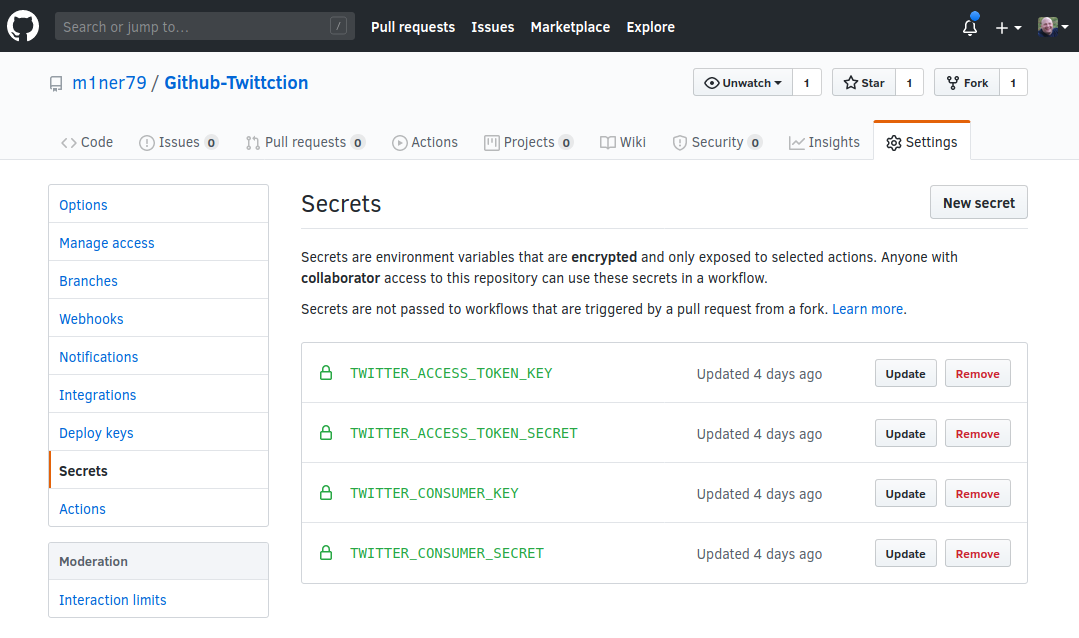 Search or jump to... /
Pull requests Issues Marketplace Explore
m1ner79 / Github-Twittction
Unwatch 1 Star 1 Fork 1
Code Issues 0 Pull requests 0 Actions Projects 0 Wiki Security 0 Insights Settings
Options
Manage access
Branches
Webhooks
Notifications
Integrations
Deploy keys
Secrets
Actions
Moderation
Interaction limits
Secrets
New secret
Secrets are environment variables that are encrypted and only exposed to selected actions. Anyone with
collaborator access to this repository can use these secrets in a workflow.
Secrets are not passed to workflows that are triggered by a pull request from a fork. Learn more.
TWITTER_ACCESS_TOKEN_KEY Updated 4 days ago Update Remove
TWITTER_ACCESS_TOKEN_SECRET Updated 4 days ago Update Remove
TWITTER_CONSUMER_KEY Updated 4 days ago Update Remove
TWITTER_CONSUMER_SECRET Updated 4 days ago Update Remove